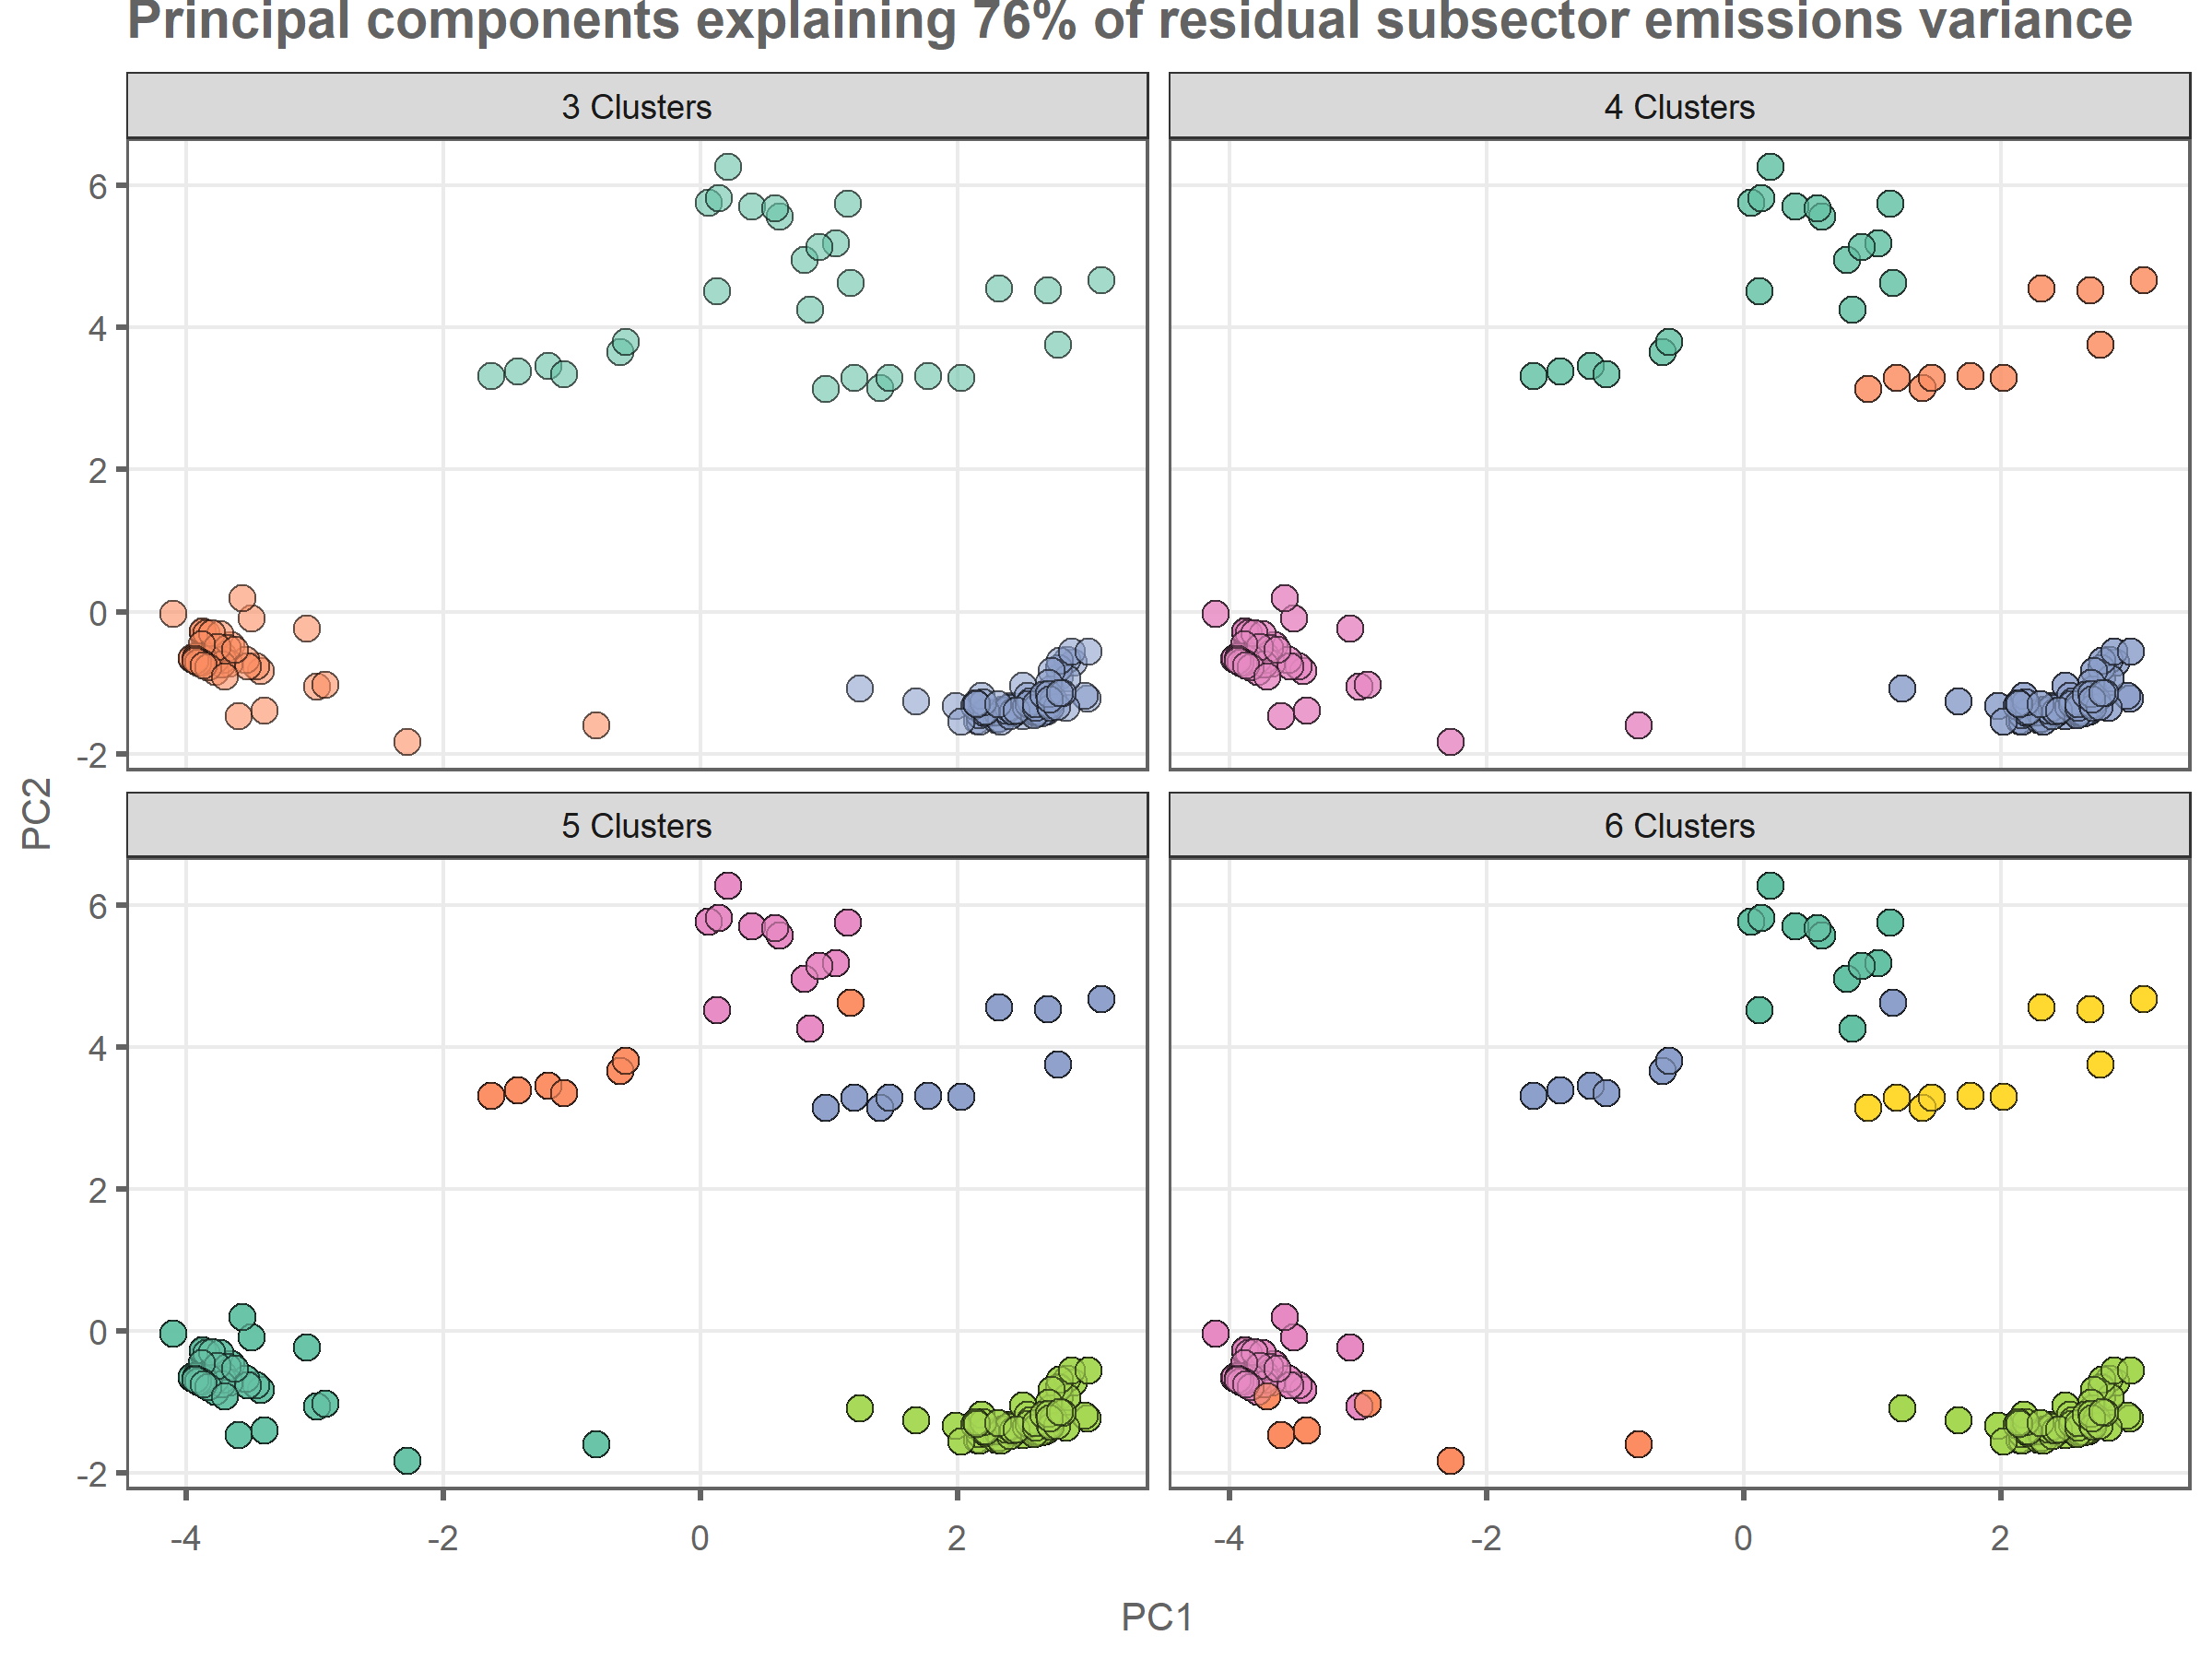 Principal components explaining 76% of residual subsector emissions variance
3 Clusters
4 Clusters
6
4
2
0
-2
PC2
5 Clusters
6 Clusters
6
4
2
0
-2
-4 -2 0 2
-4 -2 0 2
PC1